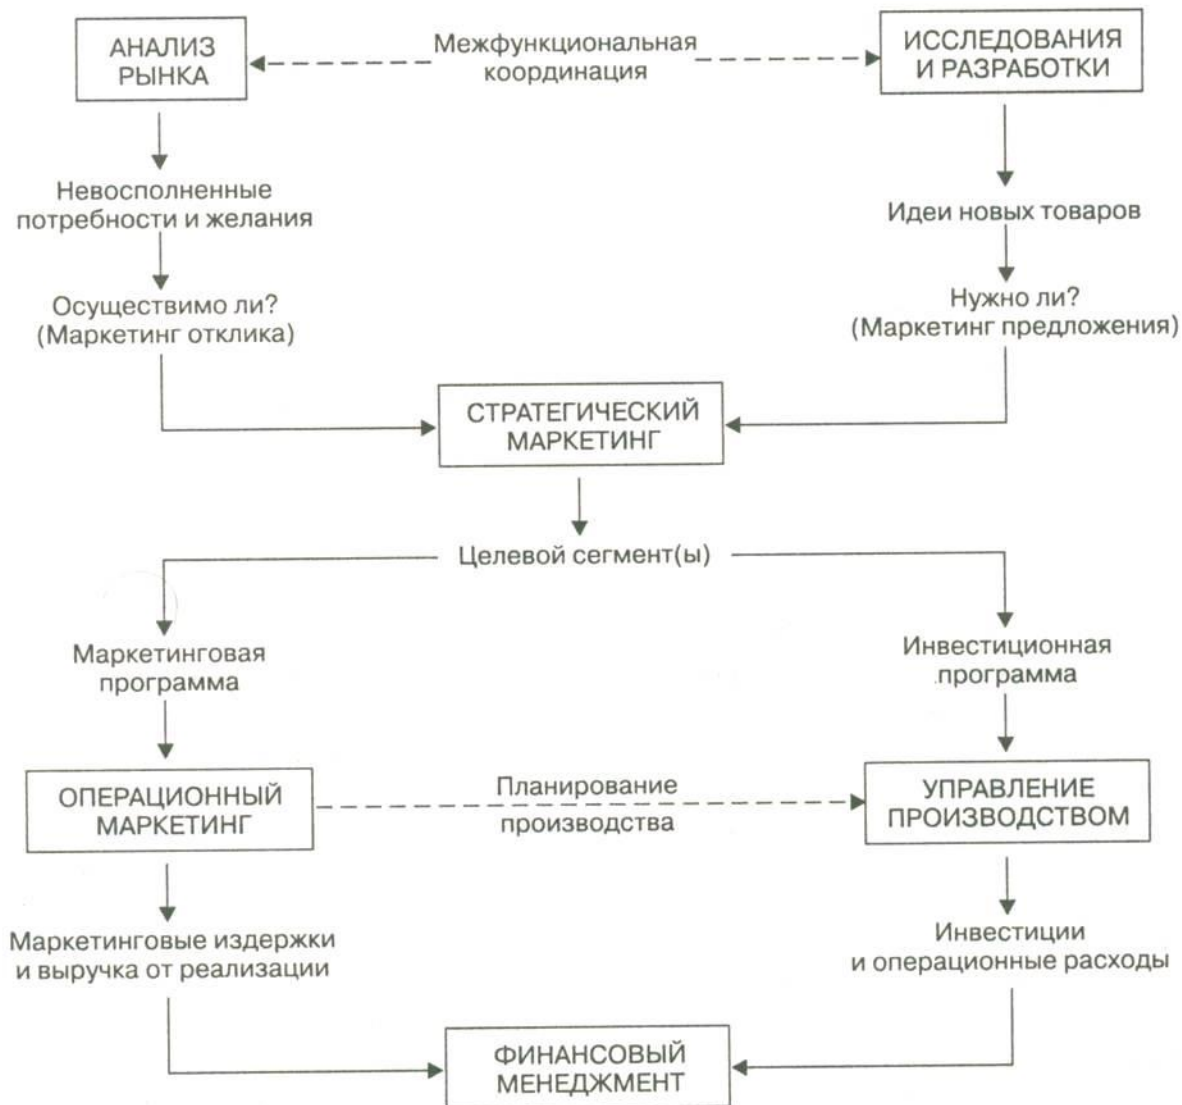 АНАЛИЗ
РЫНКА
Межфункциональная
координация
ИССЛЕДОВАНИЯ
И РАЗРАБОТКИ
Невосполненные
потребности и желания
Идеи новых товаров
Осуществимо ли?
(Маркетинг отклика)
Нужно ли?
(Маркетинг предложения)
СТРАТЕГИЧЕСКИЙ
МАРКЕТИНГ
Целевой сегмент(ы)
Маркетинговая
программа
Инвестиционная
программа
ОПЕРАЦИОННЫЙ
МАРКЕТИНГ
Планирование
производства
УПРАВЛЕНИЕ
ПРОИЗВОДСТВОМ
Маркетинговые издержки
и выручка от реализации
Инвестиции
и операционные расходы
ФИНАНСОВЫЙ
МЕНЕДЖМЕНТ